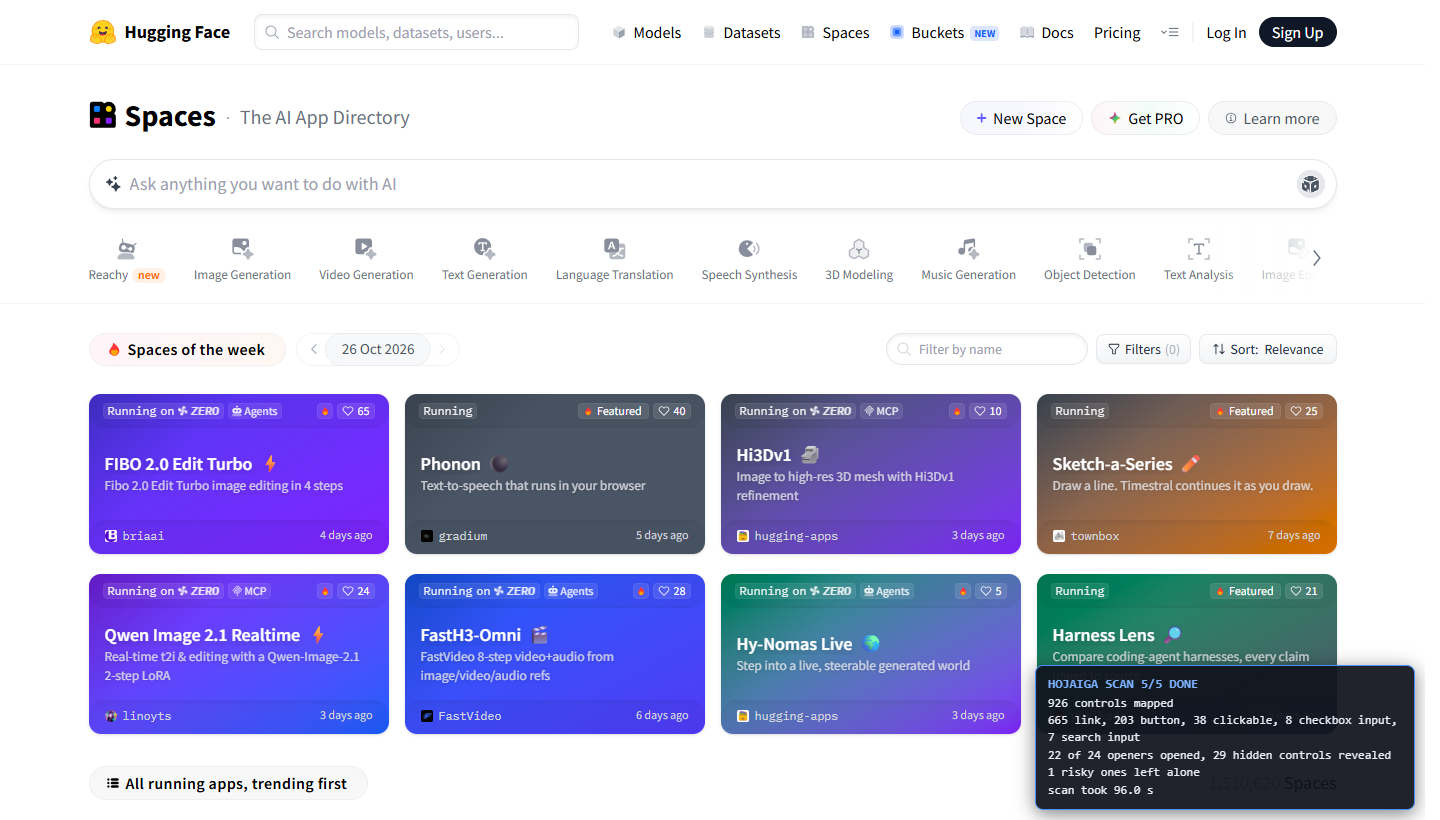 Hugging Face
Search models, datasets, users...
Models
Datasets
Spaces
Buckets NEW
Docs
Pricing
Log In
Sign Up
Spaces · The AI App Directory
+ New Space
Get PRO
Learn more
Ask anything you want to do with AI
Reachy new
Image Generation
Video Generation
Text Generation
Language Translation
Speech Synthesis
3D Modeling
Music Generation
Object Detection
Text Analysis
Image Ed
Spaces of the week
26 Oct 2026
Filter by name
Filters (0)
Sort: Relevance
Running on ZERO Agents 65
FIBO 2.0 Edit Turbo
Fibo 2.0 Edit Turbo image editing in 4 steps
briaai 4 days ago
Running Featured 40
Phonon
Text-to-speech that runs in your browser
gradium 5 days ago
Running on ZERO MCP 10
Hi3Dv1
Image to high-res 3D mesh with Hi3Dv1
refinement
hugging-apps 3 days ago
Running Featured 25
Sketch-a-Series
Draw a line. Timestral continues it as you draw.
townbox 7 days ago
Running on ZERO MCP 24
Qwen Image 2.1 Realtime
Real-time t2i & editing with a Qwen-Image-2.1
2-step LoRA
linoyts 3 days ago
Running on ZERO Agents 28
FastH3-Omni
FastVideo 8-step video+audio from
image/video/audio refs
FastVideo 6 days ago
Running on ZERO Agents 5
Hy-Nomas Live
Step into a live, steerable generated world
hugging-apps 3 days ago
Running Featured 21
Harness Lens
Compare coding-agent harnesses, every claim
HOJAIGA SCAN 5/5 DONE
926 controls mapped
665 link, 203 button, 38 clickable, 8 checkbox input,
7 search input
22 of 24 openers opened, 29 hidden controls revealed
1 risky ones left alone
scan took 96.0 s
All running apps, trending first
1,510,620 Spaces